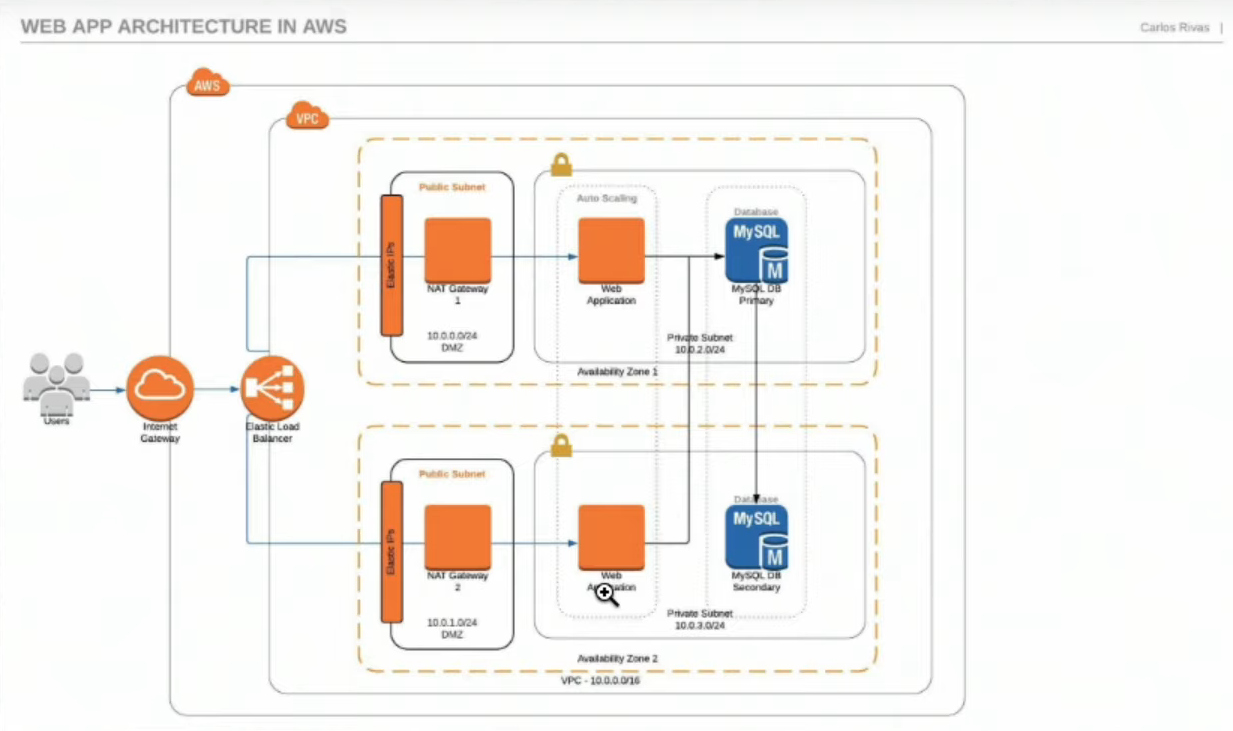 WEB APP ARCHITECTURE IN AWS
Carlos Rivas |
AWS
VPC
Public Subnet
Elastic IPs
NAT Gateway
1
10.0.0.0/24
DMZ
Auto Scaling
Web
Application
Database
MySQL
M
MySQL DB
Primary
Private Subnet
10.0.2.0/24
Availability Zone 1
Users
Internet
Gateway
Elastic Load
Balancer
Public Subnet
Elastic IPs
NAT Gateway
2
10.0.1.0/24
DMZ
Web
Database
MySQL
M
MySQL DB
Secondary
Private Subnet
10.0.3.0/24
Availability Zone 2
VPC - 10.0.0.0/16